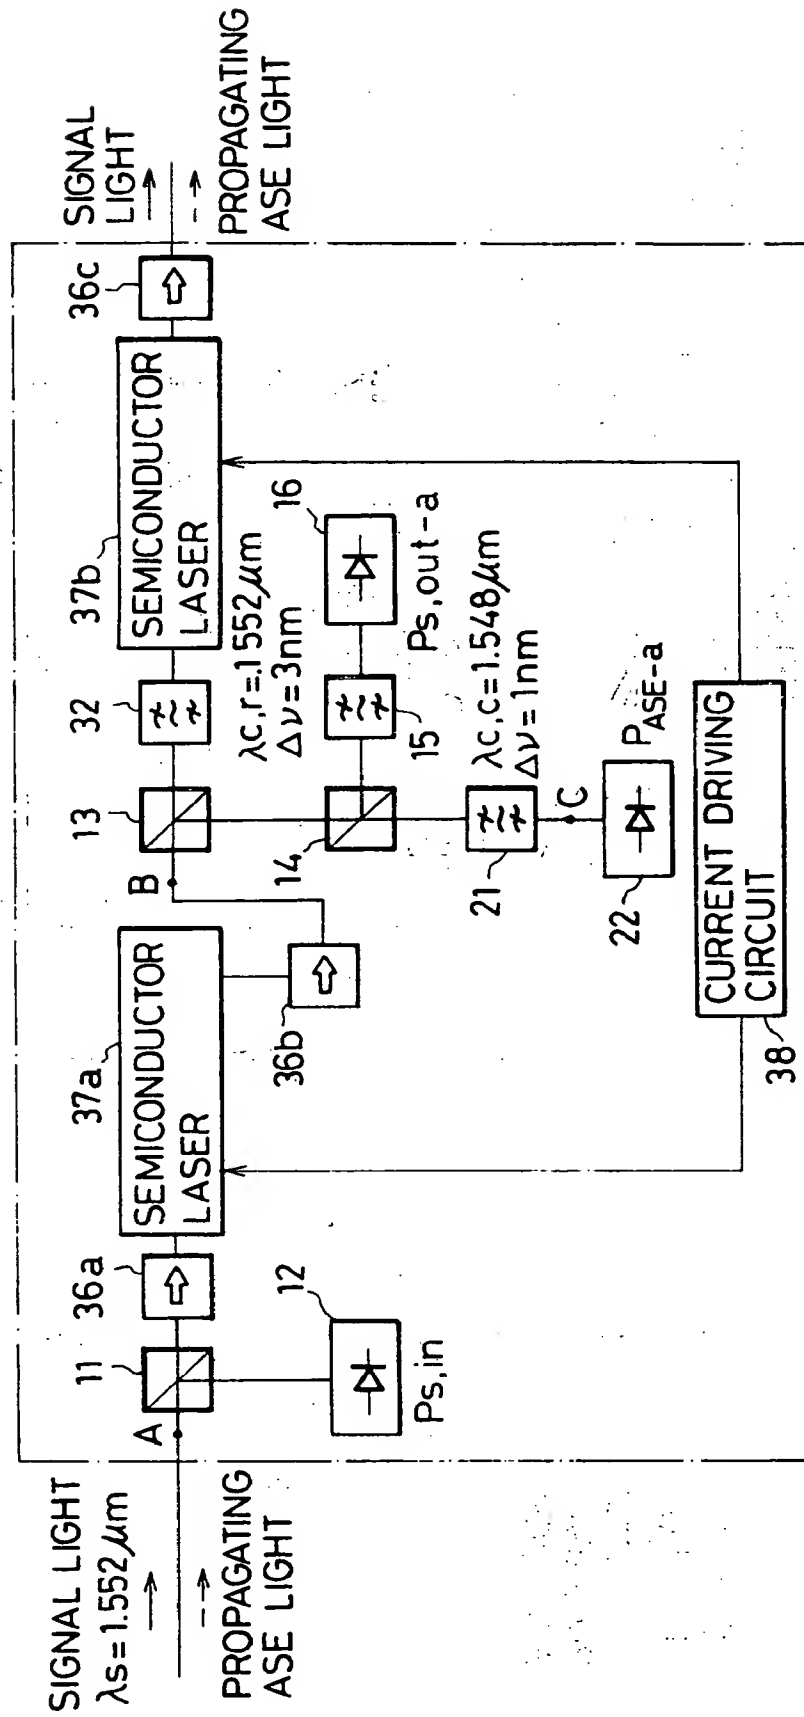 SIGNAL LIGHT
λs=1.552μm
PROPAGATING
ASE LIGHT
A
11
36a
12
Ps,in
37a
SEMICONDUCTOR
LASER
36b
B
13
32
λc,r=.1552μm
Δν=3nm
14
15
16
Ps,out-a
λc,c=1.548μm
Δν=1nm
21
C
22
PASE-a
37b
SEMICONDUCTOR
LASER
36c
SIGNAL
LIGHT
PROPAGATING
ASE LIGHT
CURRENT DRIVING
CIRCUIT
38